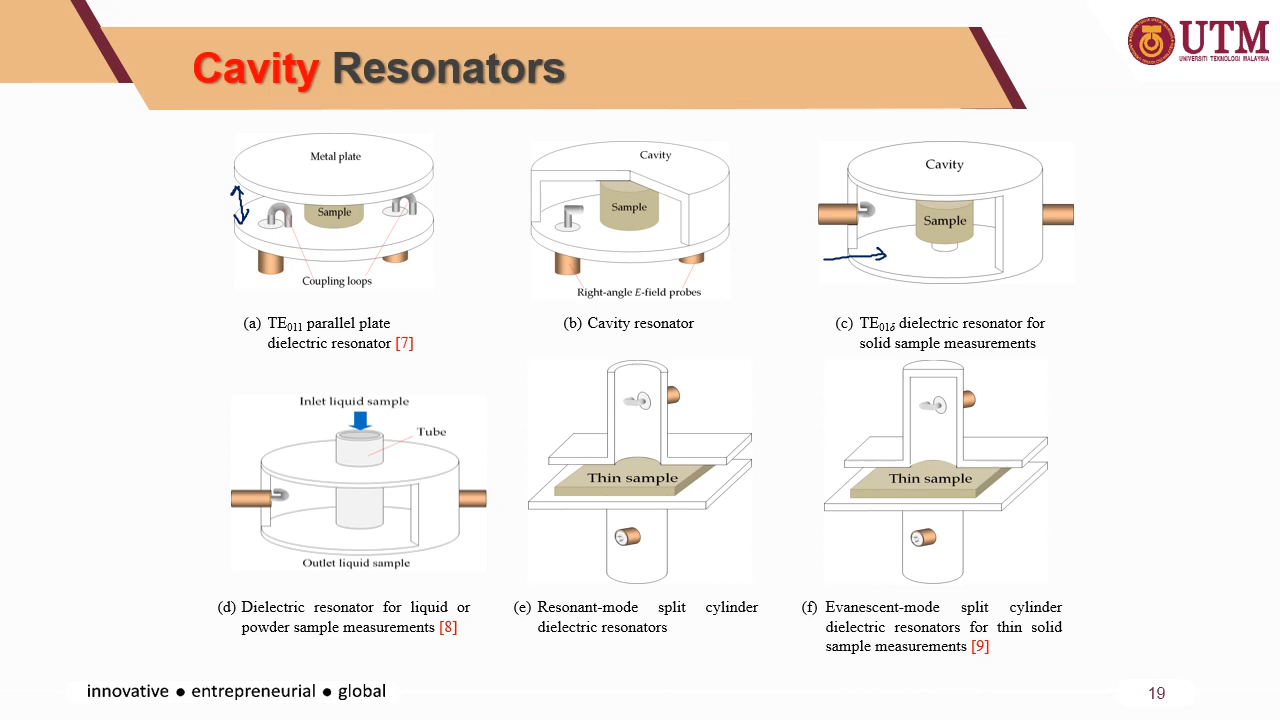 Cavity Resonators
UTM
UNIVERSITI TEKNOLOGI MALAYSIA
Metal plate
Sample
Coupling loops
(a) TE011 parallel plate
dielectric resonator [7]
Cavity
Sample
Right-angle E-field probes
(b) Cavity resonator
Cavity
Sample
(c) TE01δ dielectric resonator for
solid sample measurements
Inlet liquid sample
Tube
Outlet liquid sample
(d) Dielectric resonator for liquid or
powder sample measurements [8]
Thin sample
(e) Resonant-mode split cylinder
dielectric resonators
Thin sample
(f) Evanescent-mode split cylinder
dielectric resonators for thin solid
sample measurements [9]
innovative ● entrepreneurial ● global
19